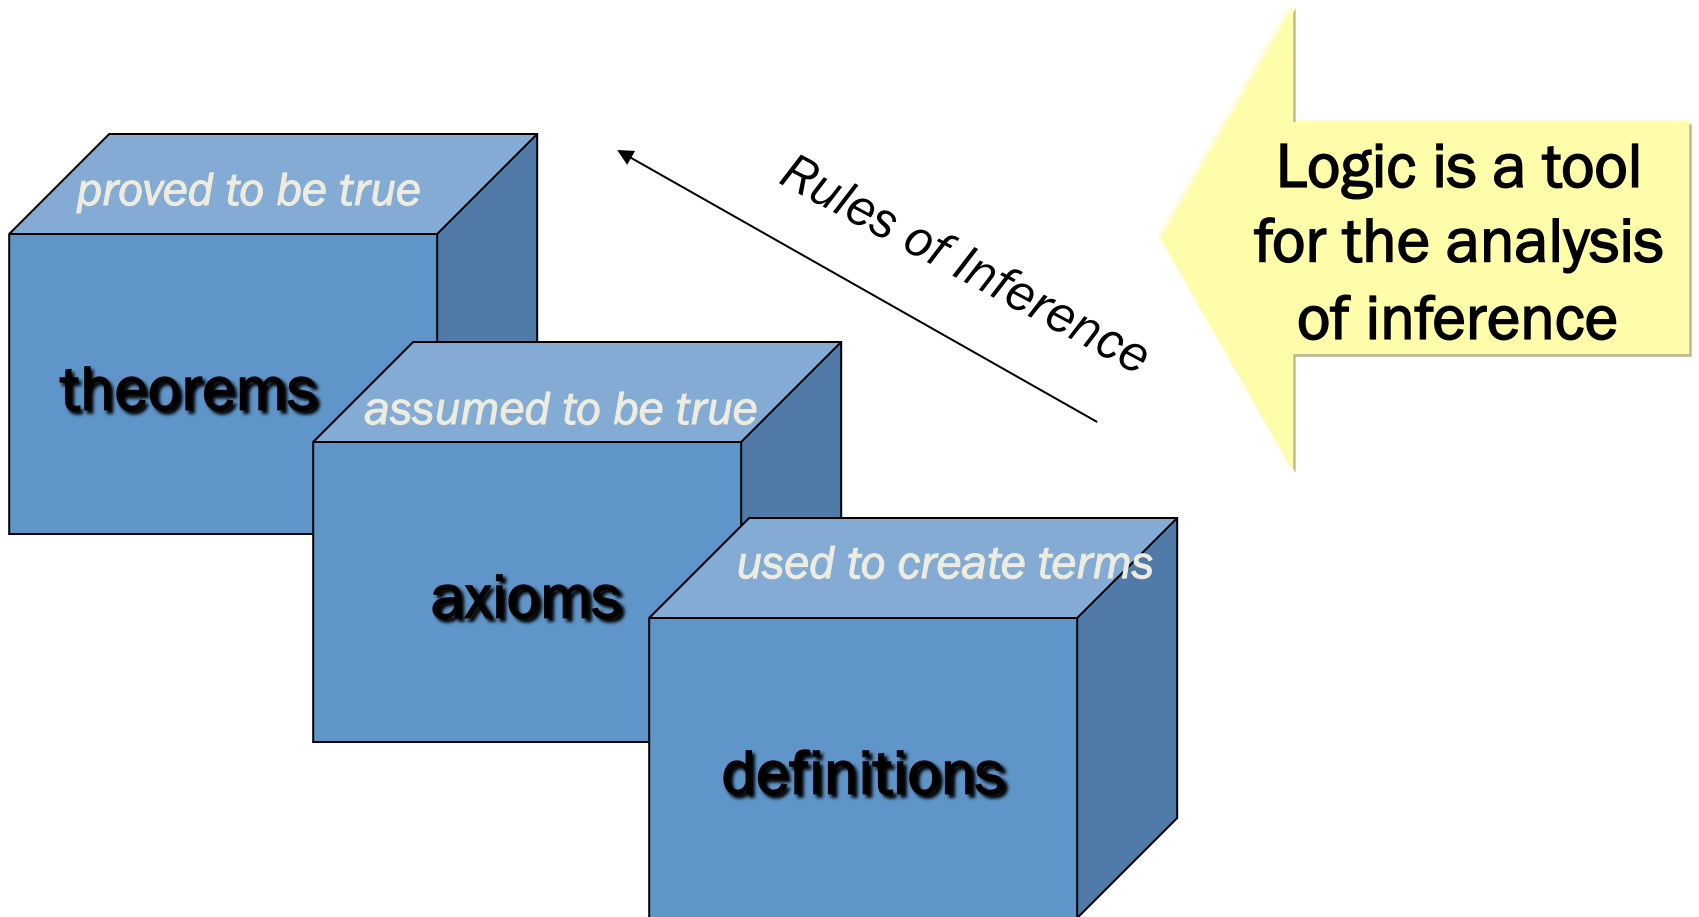 proved to be true
theorems
Rules of Inference
Logic is a tool
for the analysis
of inference
assumed to be true
axioms
used to create terms
definitions